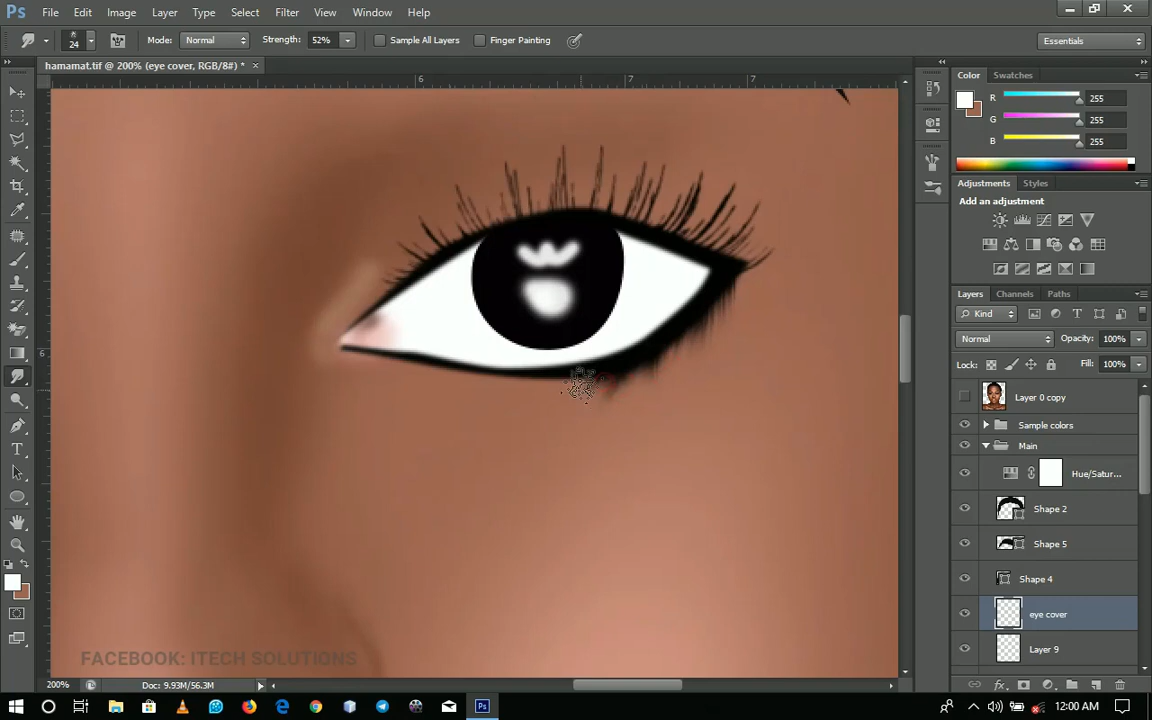 Ps File Edit Image Layer Type Select Filter View Window Help
24 Mode: Normal Strength: 52% Sample All Layers Finger Painting Essentials
hamamat.tif @ 200% (eye cover, RGB/8#) * ×
6 7 7
6
Color Swatches
R 255
G 255
B 255
Adjustments Styles
Add an adjustment
Layers Channels Paths
Kind
Normal Opacity: 100%
Lock: Fill: 100%
Layer 0 copy
Sample colors
Main
Hue/Satur...
Shape 2
Shape 5
Shape 4
eye cover
Layer 9
FACEBOOK: ITECH SOLUTIONS
200% Doc: 9.93M/56.3M
12:00 AM